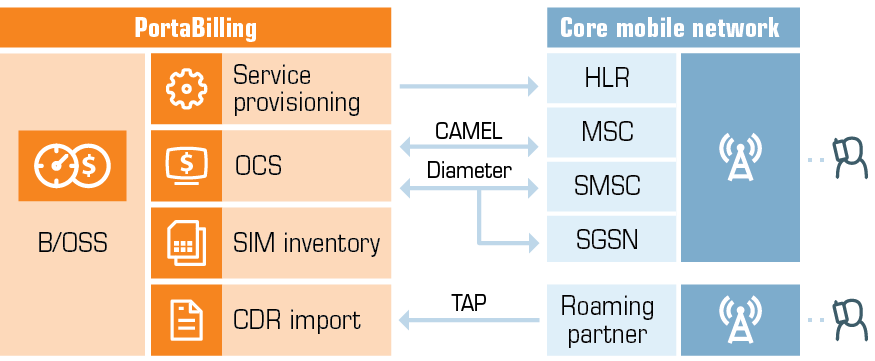 PortaBilling
Core mobile network
Service
provisioning
HLR
CAMEL
MSC
OCS
$
$
Diameter
SMSC
B/OSS
SIM inventory
SGSN
CDR import
TAP
Roaming
partner